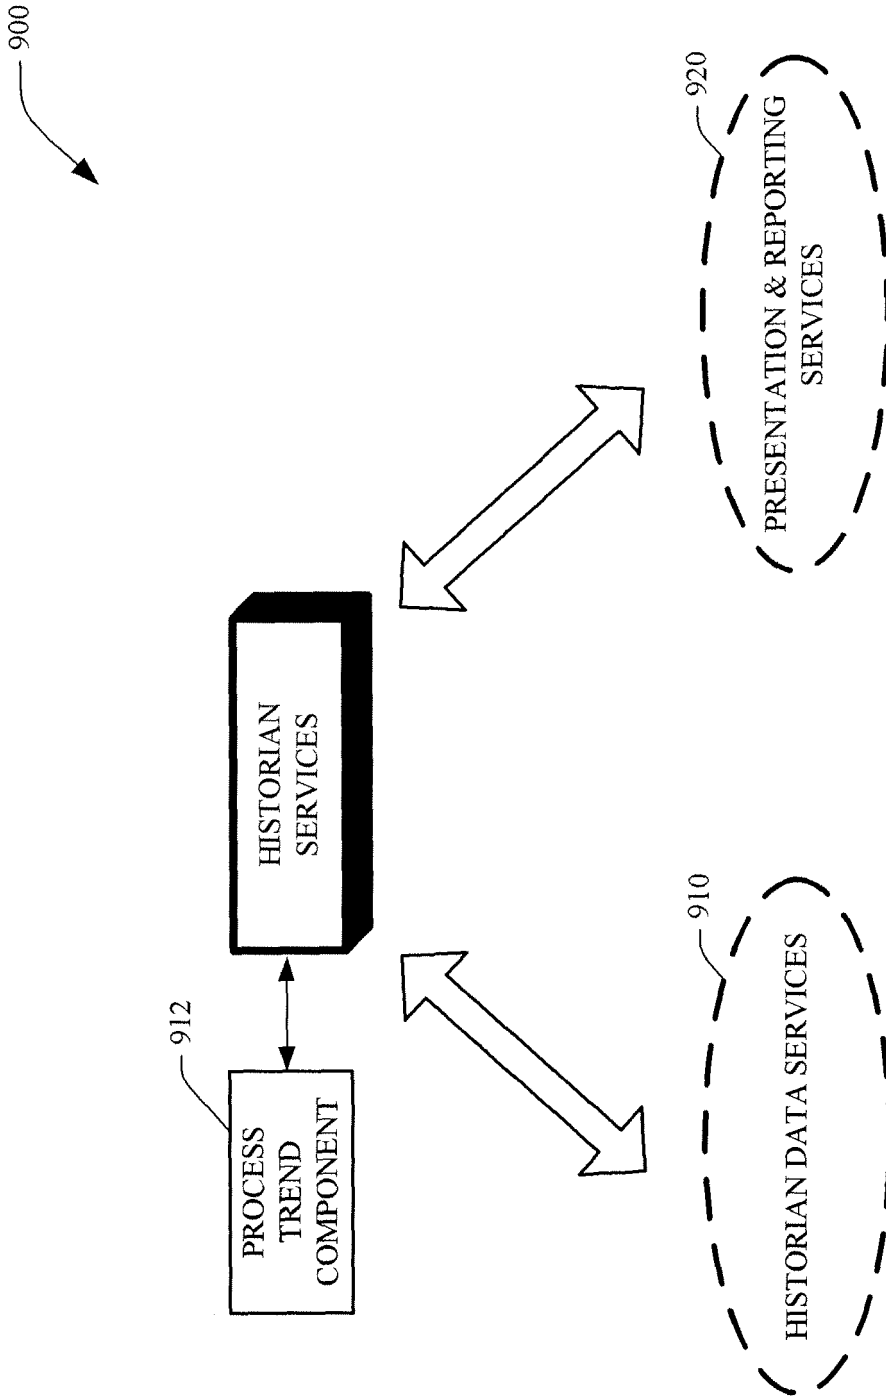 900
912
PROCESS
TREND
COMPONENT
HISTORIAN
SERVICES
910
HISTORIAN DATA SERVICES
920
PRESENTATION & REPORTING
SERVICES